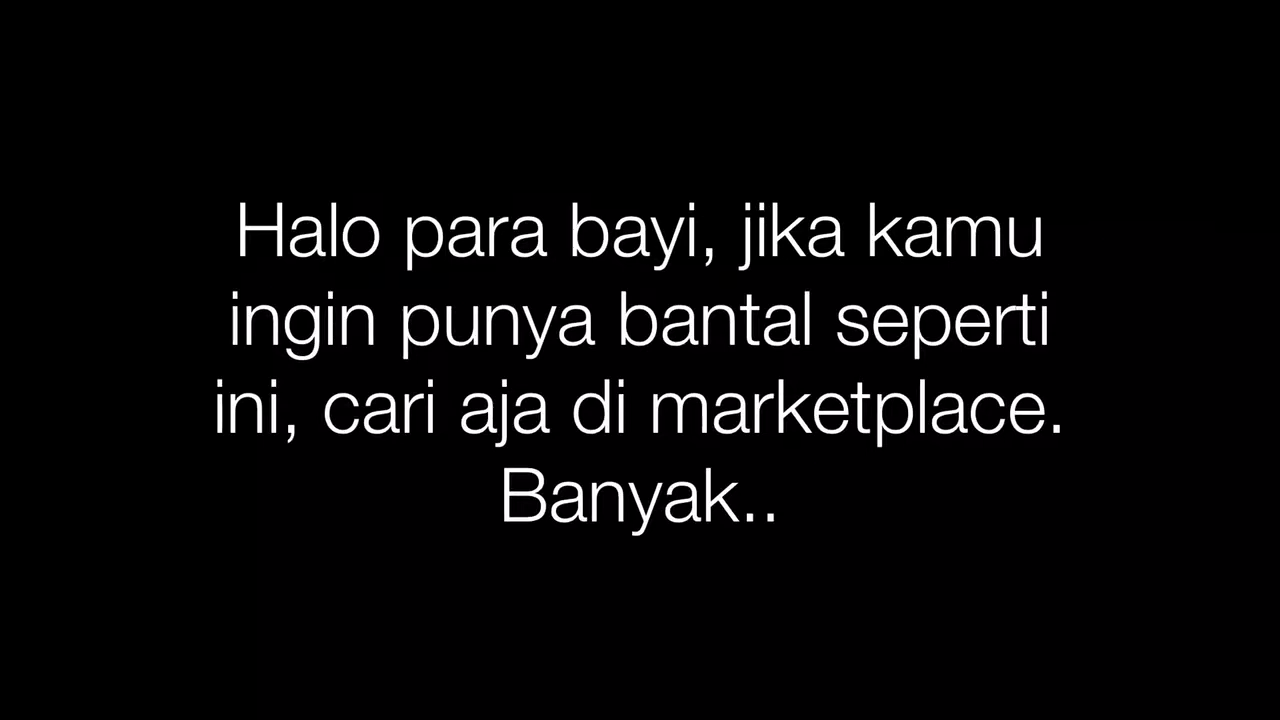 Halo para bayi, jika kamu
ingin punya bantal seperti
ini, cari aja di marketplace.
Banyak..